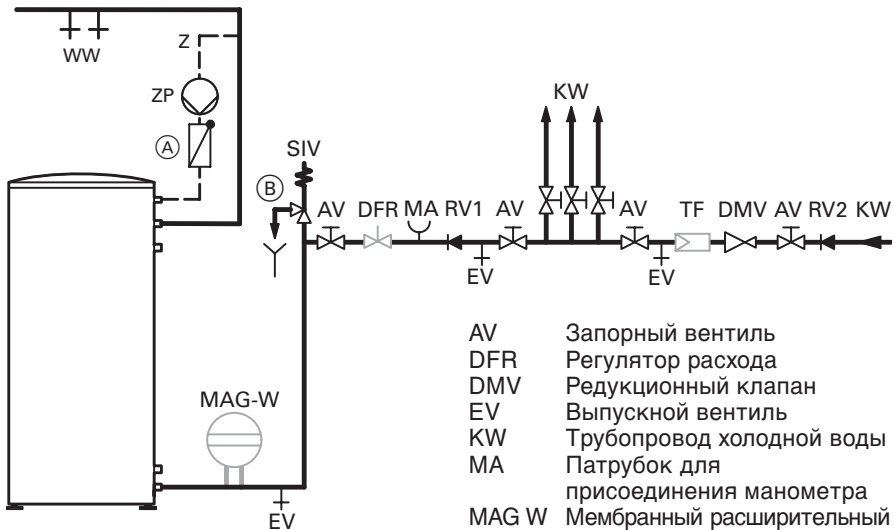 WW
Z
ZP
A
KW
SIV
B
AV DFR MA RV1 AV AV TF DMV AV RV2 KW
EV EV
MAG-W
EV
AV Запорный вентиль
DFR Регулятор расхода
DMV Редукционный клапан
EV Выпускной вентиль
KW Трубопровод холодной воды
MA Патрубок для
присоединения манометра
MAG W Мембранный расширительный